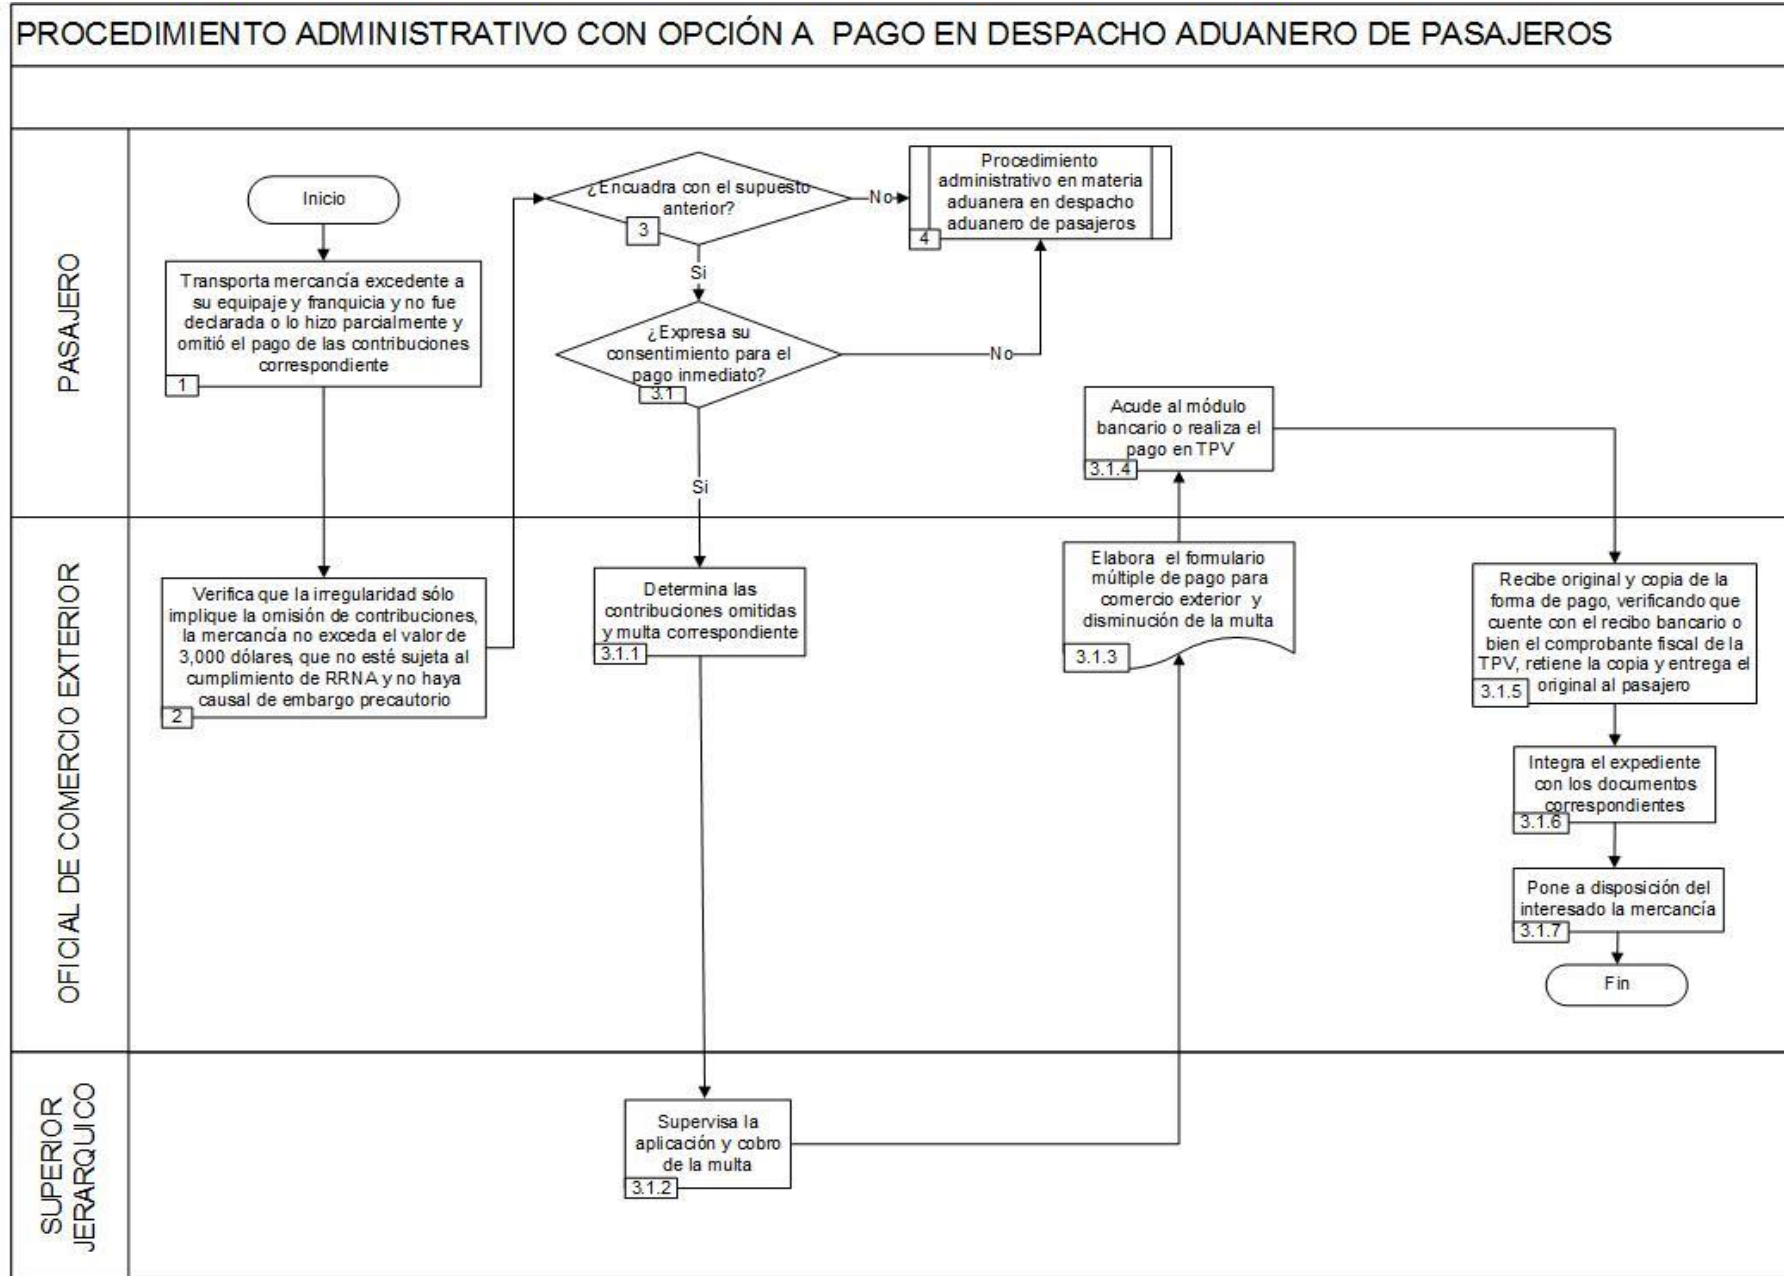 PROCEDIMIENTO ADMINISTRATIVO CON OPCIÓN A PAGO EN DESPACHO ADUANERO DE PASAJEROS
PASAJERO
Inicio
Transporta mercancía excedente a
su equipaje y franquicia y no fue
declarada o lo hizo parcialmente y
omitió el pago de las contribuciones
correspondiente
1
¿Encuadra con el supuesto
anterior?
3
No
Procedimiento
administrativo en materia
aduanera en despacho
aduanero de pasajeros
4
Si
¿Expresa su
consentimiento para el
pago inmediato?
3.1
No
Si
Acude al módulo
bancario o realiza el
pago en TPV
3.1.4
OFICIAL DE COMERCIO EXTERIOR
Verifica que la irregularidad sólo
implique la omisión de contribuciones,
la mercancía no exceda el valor de
3,000 dólares, que no esté sujeta al
cumplimiento de RRNA y no haya
causal de embargo precautorio
2
Determina las
contribuciones omitidas
y multa correspondiente
3.1.1
Elabora el formulario
múltiple de pago para
comercio exterior y
disminución de la multa
3.1.3
Recibe original y copia de la
forma de pago, verificando que
cuente con el recibo bancario o
bien el comprobante fiscal de la
TPV, retiene la copia y entrega el
original al pasajero
3.1.5
Integra el expediente
con los documentos
correspondientes
3.1.6
Pone a disposición del
interesado la mercancía
3.1.7
Fin
SUPERIOR
JERARQUICO
Supervisa la
aplicación y cobro
de la multa
3.1.2